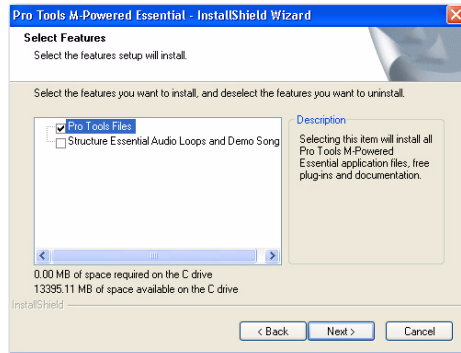 Pro Tools M-Powered Essential - InstallShield Wizard
Select Features
Select the features setup will install.
Select the features you want to install, and deselect the features you want to uninstall.
Pro Tools Files
Structure Essential Audio Loops and Demo Song
Description
Selecting this item will install all
Pro Tools M-Powered
Essential application files, free
plug-ins and documentation.
0.00 MB of space required on the C drive
13395.11 MB of space available on the C drive
InstallShield
< Back
Next >
Cancel